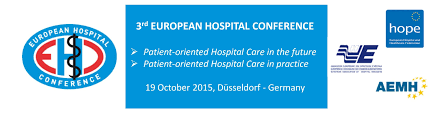 EUROPEAN HOSPITAL
CONFERENCE
3rd EUROPEAN HOSPITAL CONFERENCE
➤ Patient-oriented Hospital Care in the future
➤ Patient-oriented Hospital Care in practice
19 October 2015, Düsseldorf - Germany
hope
AEMH